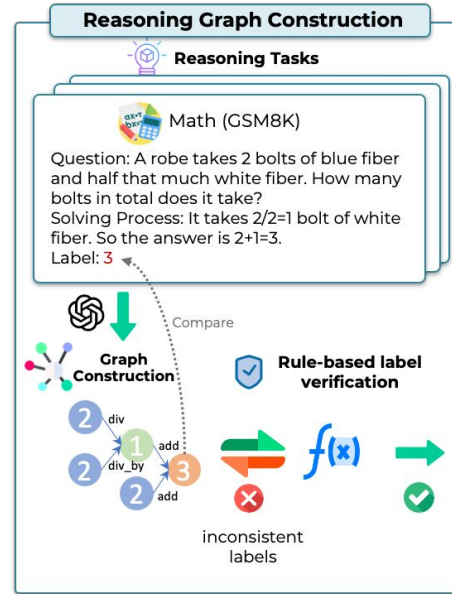 Reasoning Graph Construction
Reasoning Tasks
ax+y
bx=
Math (GSM8K)
Question: A robe takes 2 bolts of blue fiber
and half that much white fiber. How many
bolts in total does it take?
Solving Process: It takes 2/2=1 bolt of white
fiber. So the answer is 2+1=3.
Label: 3
Compare
Graph
Construction
Rule-based label
verification
2
div
1
add
2
div_by
3
2
add
f(x)
inconsistent
labels